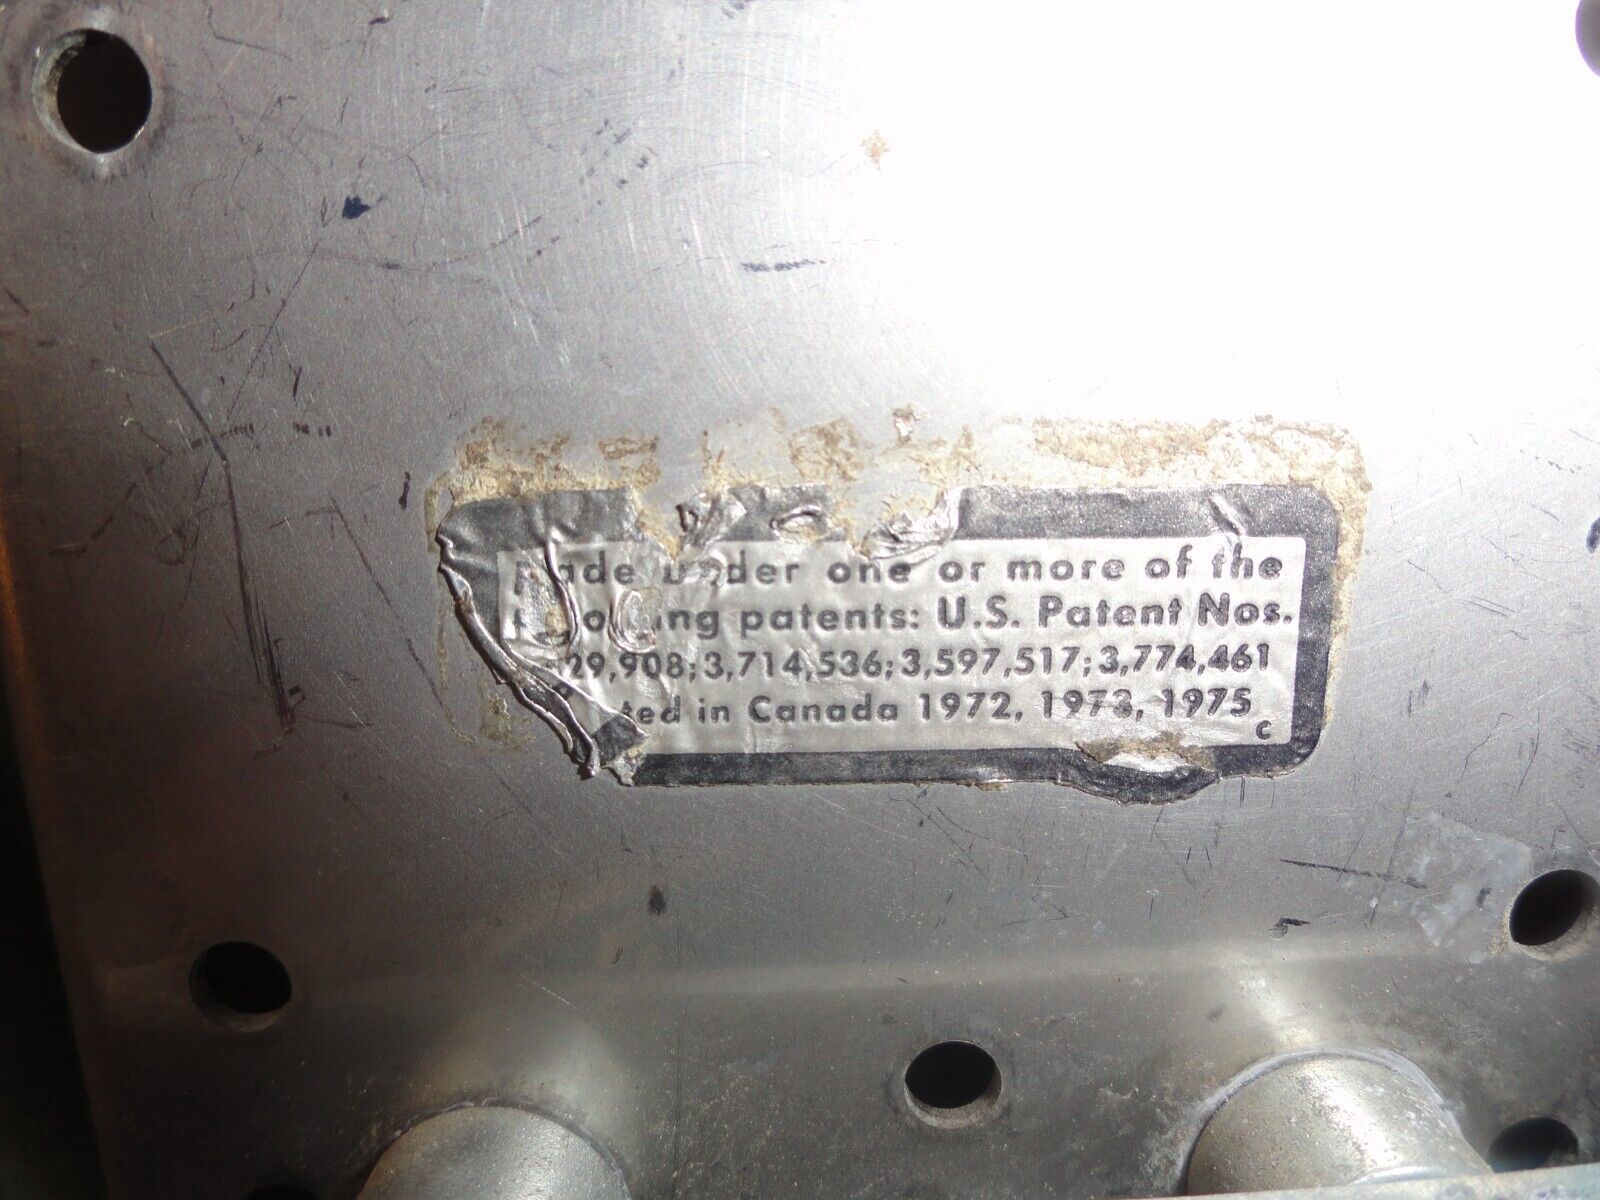 Made under one or more of the
patents: U.S. Patent Nos.
29,908; 3,714,536; 3,597,517; 3,774,461
in Canada 1972, 1973, 1975
C